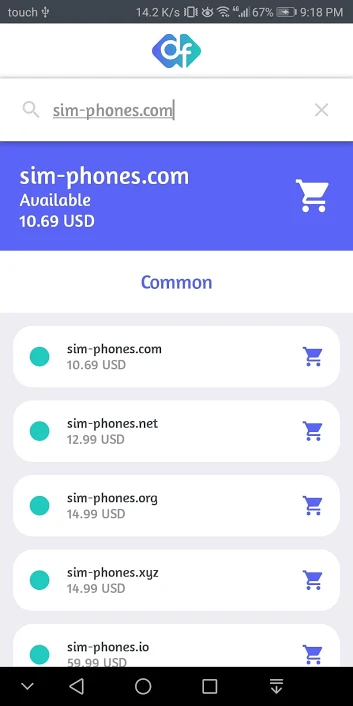 touch 14.2 K/s 4G 67% 9:18 PM
df
sim-phones.com
sim-phones.com
Available
10.69 USD
Common
sim-phones.com
10.69 USD
sim-phones.net
12.99 USD
sim-phones.org
14.99 USD
sim-phones.xyz
14.99 USD
sim-phones.io
59.99 USD